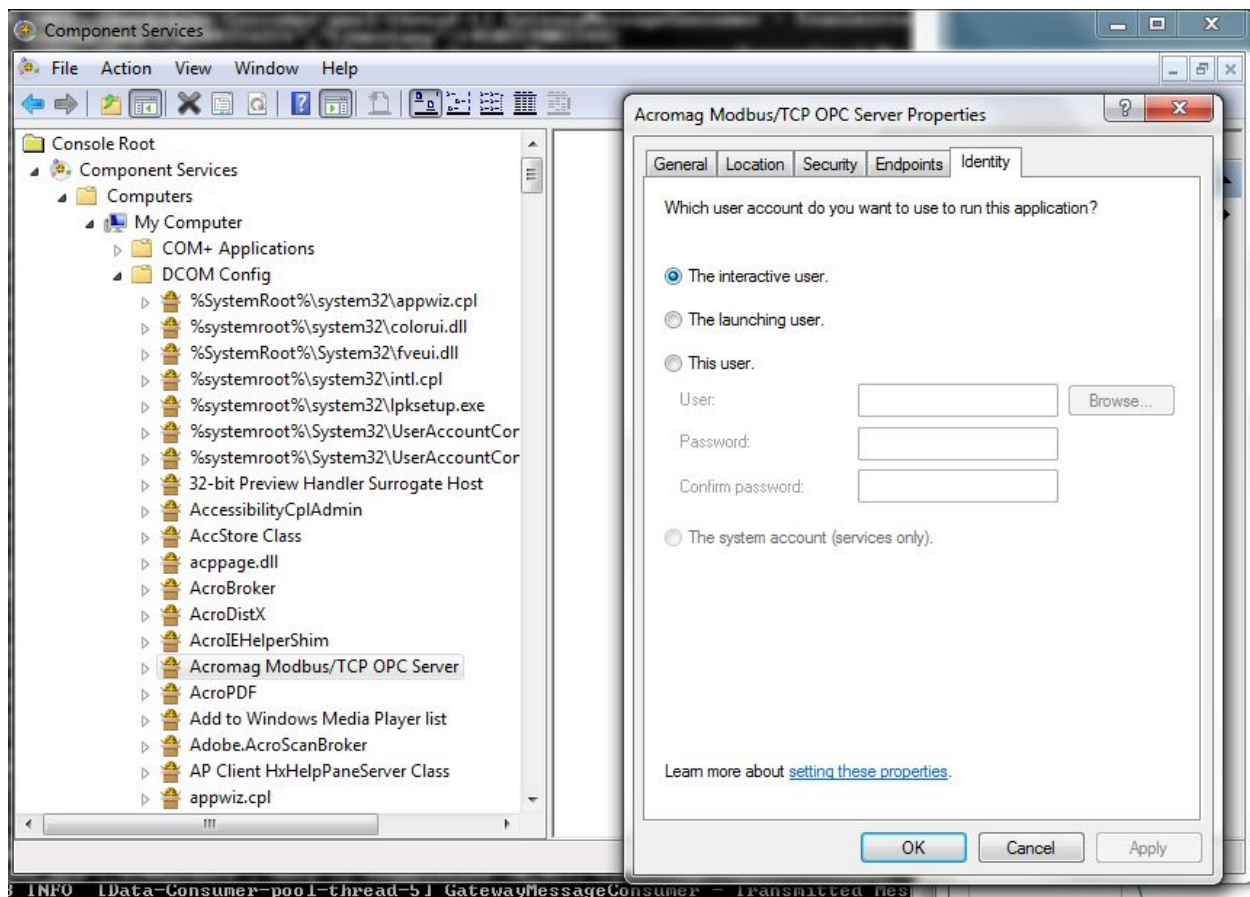 Component Services
File Action View Window Help
Console Root
Component Services
Computers
My Computer
COM+ Applications
DCOM Config
%SystemRoot%\system32\appwiz.cpl
%systemroot%\system32\colorui.dll
%SystemRoot%\System32\fveui.dll
%systemroot%\system32\intl.cpl
%systemroot%\system32\lpksetup.exe
%systemroot%\System32\UserAccountCor
%systemroot%\System32\UserAccountCor
32-bit Preview Handler Surrogate Host
AccessibilityCplAdmin
AccStore Class
acppage.dll
AcroBroker
AcroDistX
AcroIEHelperShim
Acromag Modbus/TCP OPC Server
AcroPDF
Add to Windows Media Player list
Adobe.AcroScanBroker
AP Client HxHelpPaneServer Class
appwiz.cpl
Acromag Modbus/TCP OPC Server Properties
General Location Security Endpoints Identity
Which user account do you want to use to run this application?
The interactive user.
The launching user.
This user.
User:
Browse...
Password:
Confirm password:
The system account (services only).
Learn more about setting these properties.
OK Cancel Apply
INFO [Data-Consumer-pool-thread-5] GatewayMessageConsumer - Transmitted Mes